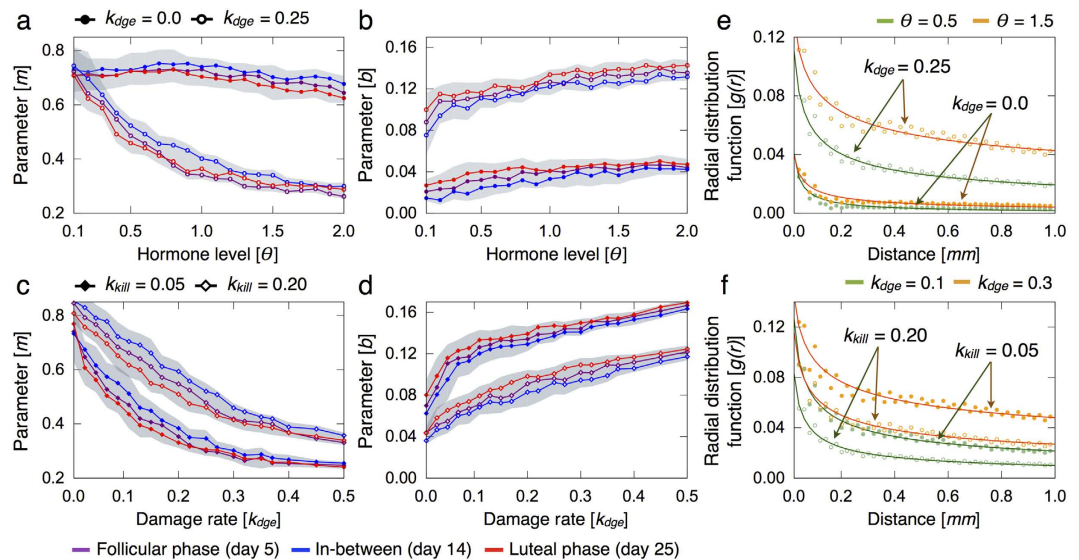 a
k_dge = 0.0
k_dge = 0.25
b
e
θ = 0.5
θ = 1.5
Parameter [m]
0.8
0.6
0.4
0.2
0.1
0.5
1.0
1.5
2.0
Hormone level [θ]
Parameter [b]
0.16
0.12
0.08
0.04
0.00
0.1
0.5
1.0
1.5
2.0
Hormone level [θ]
Radial distribution
function [g(r)]
0.12
0.08
0.04
0.00
k_dge = 0.25
k_dge = 0.0
0.0
0.2
0.4
0.6
0.8
1.0
Distance [mm]
c
k_kill = 0.05
k_kill = 0.20
d
f
k_dge = 0.1
k_dge = 0.3
Parameter [m]
0.8
0.6
0.4
0.2
0.0
0.1
0.2
0.3
0.4
0.5
Damage rate [k_dge]
Parameter [b]
0.16
0.12
0.08
0.04
0.00
0.0
0.1
0.2
0.3
0.4
0.5
Damage rate [k_dge]
Radial distribution
function [g(r)]
0.12
0.08
0.04
0.00
k_kill = 0.20
k_kill = 0.05
0.0
0.2
0.4
0.6
0.8
1.0
Distance [mm]
Follicular phase (day 5)
In-between (day 14)
Luteal phase (day 25)